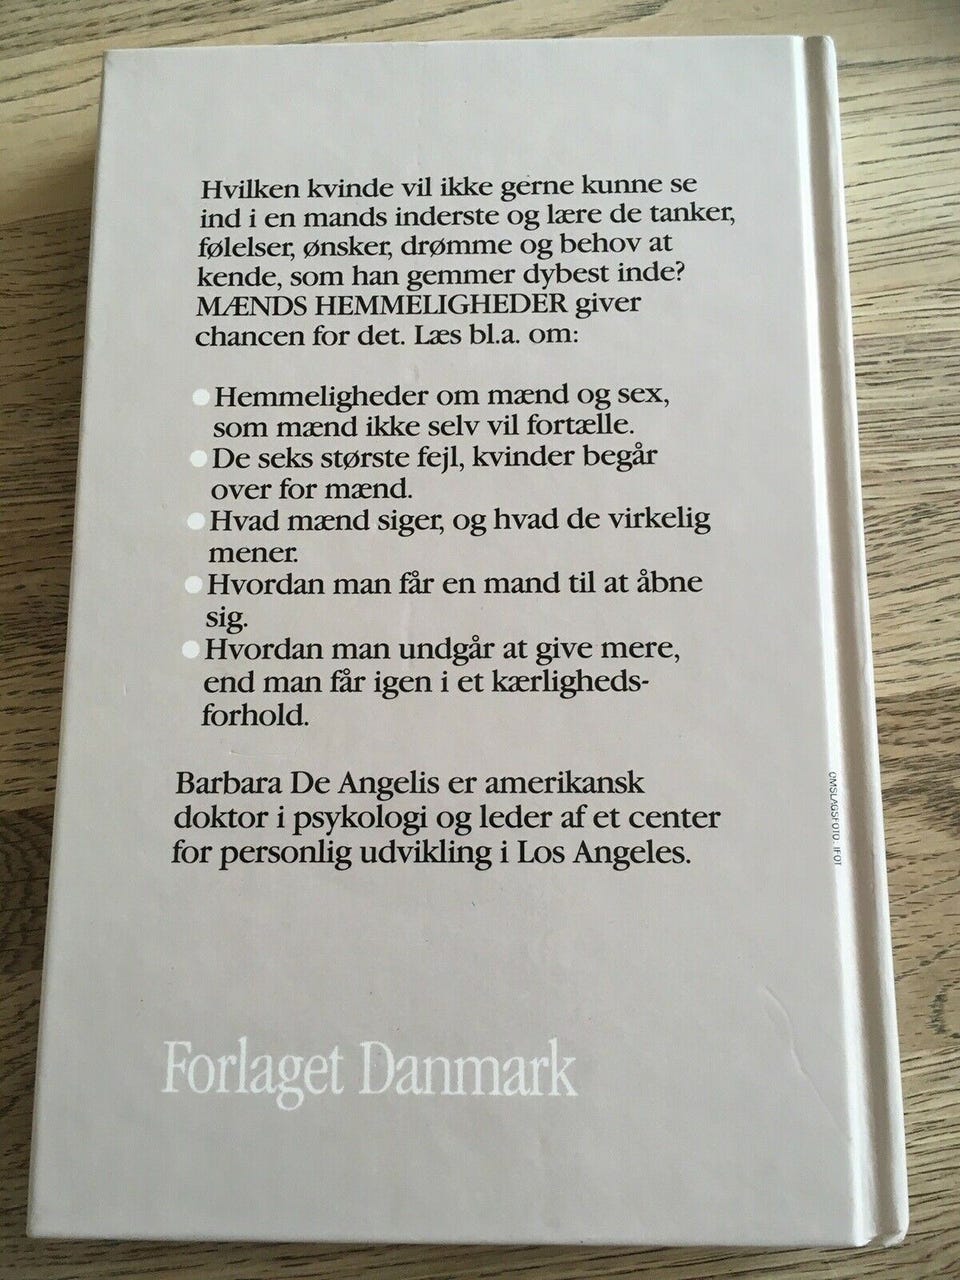 Hvilken kvinde vil ikke gerne kunne se
ind i en mands inderste og lære de tanker,
følelser, ønsker, drømme og behov at
kende, som han gemmer dybest inde?
MÆNDS HEMMELIGHEDER giver
chancen for det. Læs bl.a. om:
Hemmeligheder om mænd og sex,
som mænd ikke selv vil fortælle.
De seks største fejl, kvinder begår
over for mænd.
Hvad mænd siger, og hvad de virkelig
mener.
Hvordan man får en mand til at åbne
sig.
Hvordan man undgår at give mere,
end man får igen i et kærligheds-
forhold.
Barbara De Angelis er amerikansk
doktor i psykologi og leder af et center
for personlig udvikling i Los Angeles.
OMSLAGSFOTO: IFOT
Forlaget Danmark